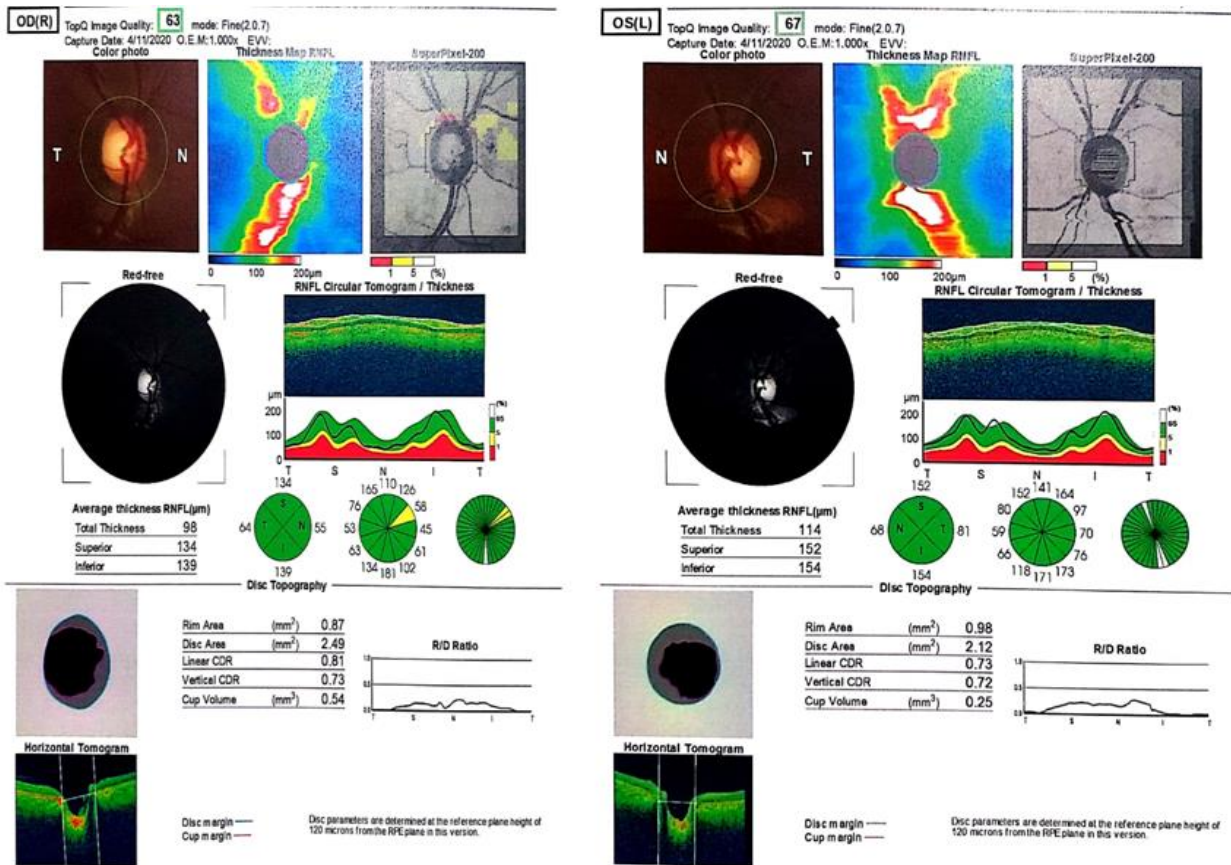 OD(R) TopQ Image Quality: 63 mode: Fine(2.0.7)
Capture Date: 4/11/2020 O.E.M:1.000x EVV:
Color photo Thickness Map RNFL SuperPixel-200
T N
0 100 200µm 1 5 (%)
Red-free
RNFL Circular Tomogram / Thickness
µm
200
100
0
(%)
95
5
1
T S N I T
134
S
64 T N 55
I
139
110
165 126
76 58
53 45
63 61
134 102
181
Average thickness RNFL(µm)
Total Thickness 98
Superior 134
Inferior 139
Disc Topography
Rim Area (mm²) 0.87
Disc Area (mm²) 2.49
Linear CDR 0.81
Vertical CDR 0.73
Cup Volume (mm³) 0.54
R/D Ratio
1.0
0.5
0.0
T S N I T
Horizontal Tomogram
Disc margin
Cup margin
Disc parameters are determined at the reference plane height of
120 microns from the RPE plane in this version.
OS(L) TopQ Image Quality: 67 mode: Fine(2.0.7)
Capture Date: 4/11/2020 O.E.M:1.000x EVV:
Color photo Thickness Map RNFL SuperPixel-200
N T
0 100 200µm 1 5 (%)
Red-free
RNFL Circular Tomogram / Thickness
µm
200
100
0
(%)
95
5
1
T S N I T
152
S
68 N T 81
I
154
141
152 164
80 97
59 70
66 76
118 173
171
Average thickness RNFL(µm)
Total Thickness 114
Superior 152
Inferior 154
Disc Topography
Rim Area (mm²) 0.98
Disc Area (mm²) 2.12
Linear CDR 0.73
Vertical CDR 0.72
Cup Volume (mm³) 0.25
R/D Ratio
1.0
0.5
0.0
T S N I T
Horizontal Tomogram
Disc margin
Cup margin
Disc parameters are determined at the reference plane height of
120 microns from the RPE plane in this version.